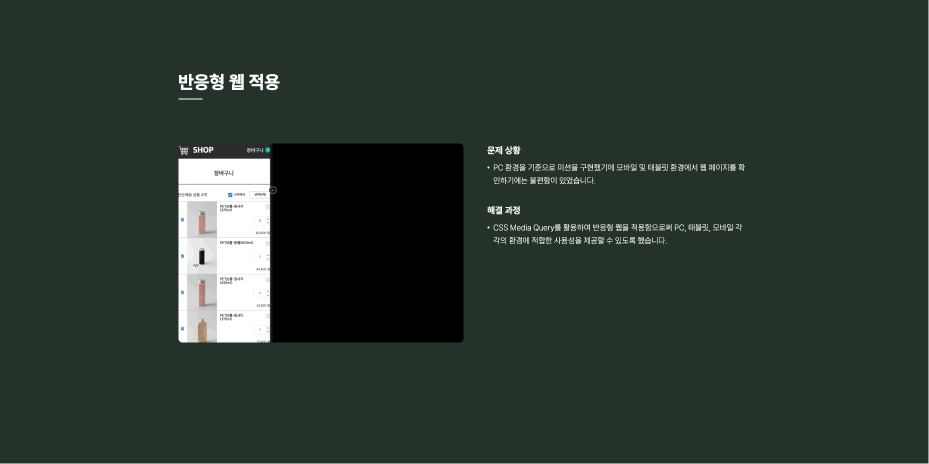 반응형 웹 적용
SHOP
장바구니
장바구니
문제 상황
• PC 환경을 기준으로 미션을 구현했기에 모바일 및 태블릿 환경에서 웹 페이지를 확
인하기에는 불편함이 있었습니다.
해결 과정
• CSS Media Query를 활용하여 반응형 웹을 적용함으로써 PC, 태블릿, 모바일 각
각의 환경에 적합한 사용성을 제공할 수 있도록 했습니다.